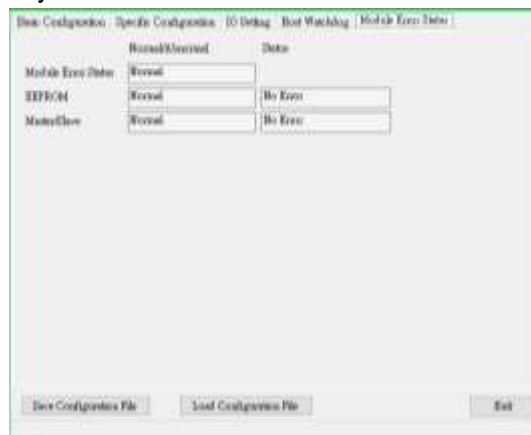 Basic Configuration Specific Configuration IO Setting Host Watchdog Module Error Status
Normal/Abnormal Status
Module Error Status Normal
EEPROM Normal No Error
Master/Slave Normal No Error
Save Configuration File Load Configuration File Exit